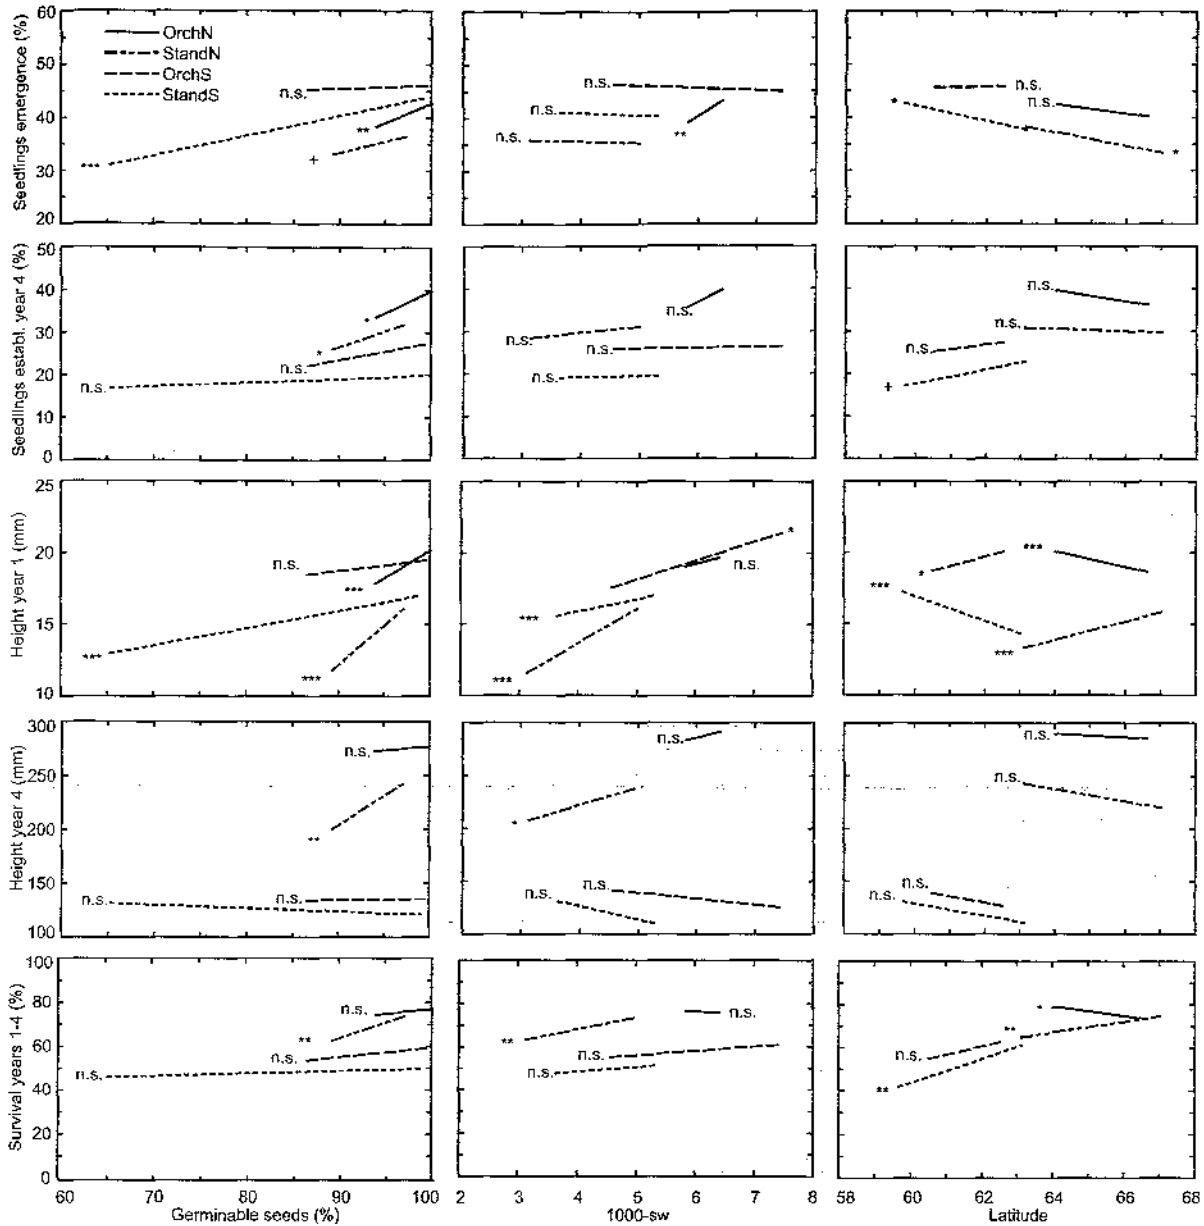 Seedlings emergence (%)
60
50
40
30
20
OrchN
StandN
OrchS
StandS
n.s.
***
**
+
n.s.
n.s.
n.s.
**
*
n.s.
n.s.
*
Seedlings establ. year 4 (%)
50
40
30
20
10
0
*
*
n.s.
n.s.
n.s.
n.s.
n.s.
n.s.
n.s.
n.s.
n.s.
+
Height year 1 (mm)
25
20
15
10
n.s.
***
***
***
*
n.s.
***
***
***
*
***
***
Height year 4 (mm)
300
250
200
150
100
n.s.
**
n.s.
n.s.
n.s.
*
n.s.
n.s.
n.s.
n.s.
n.s.
n.s.
Survival years 1-4 (%)
100
80
60
40
20
0
n.s.
**
n.s.
n.s.
**
n.s.
n.s.
n.s.
*
**
n.s.
**
60 70 80 90 100
2 3 4 5 6 7 8
58 60 62 64 66 68
Germinable seeds (%)
1000-sw
Latitude